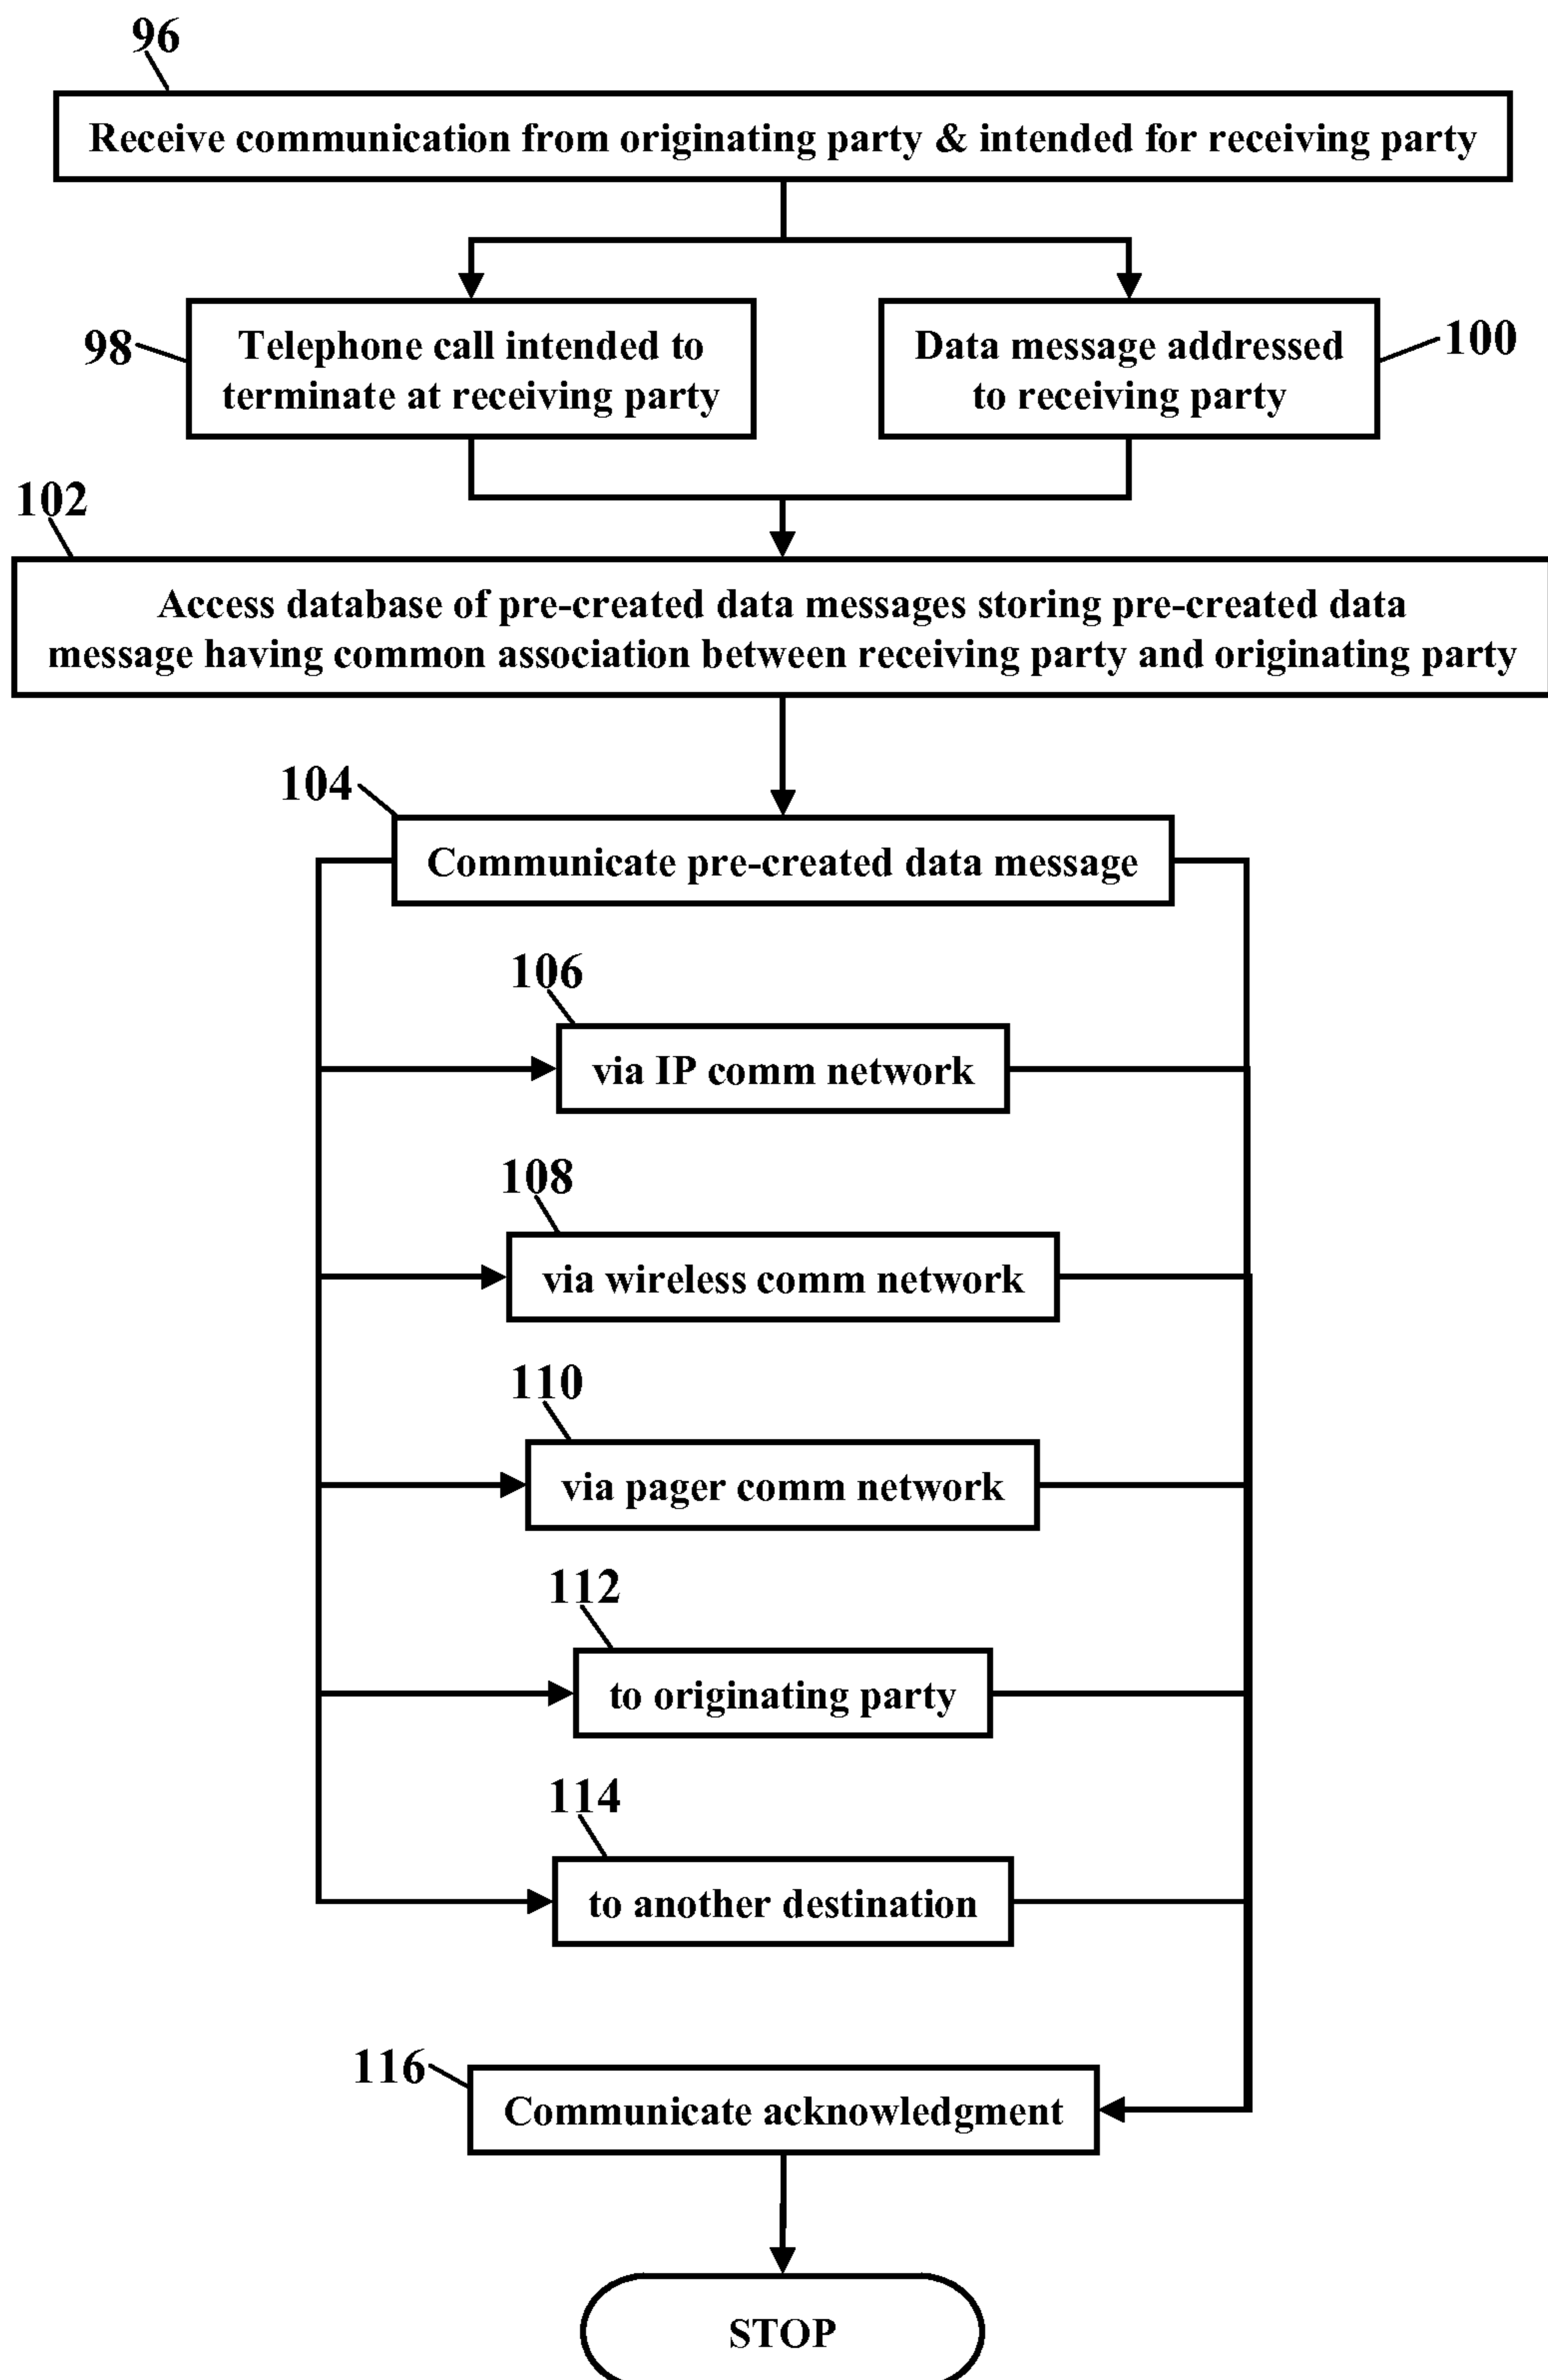 96
Receive communication from originating party & intended for receiving party
98
Telephone call intended to
terminate at receiving party
Data message addressed
to receiving party
100
102
Access database of pre-created data messages storing pre-created data
message having common association between receiving party and originating party
104
Communicate pre-created data message
106
via IP comm network
108
via wireless comm network
110
via pager comm network
112
to originating party
114
to another destination
116
Communicate acknowledgment
STOP